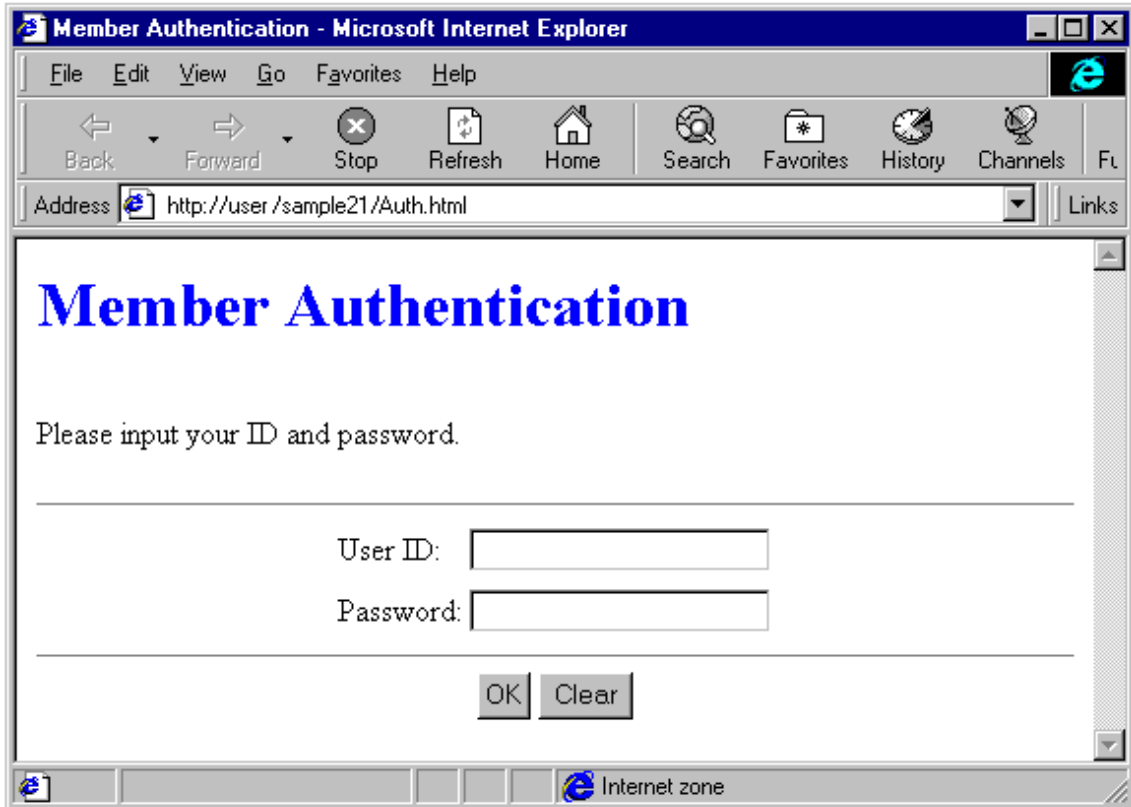 Member Authentication - Microsoft Internet Explorer
File Edit View Go Favorites Help
Back Forward Stop Refresh Home Search Favorites History Channels
Address http://user/sample21/Auth.html Links
Member Authentication
Please input your ID and password.
User ID:
Password:
OK Clear
Internet zone